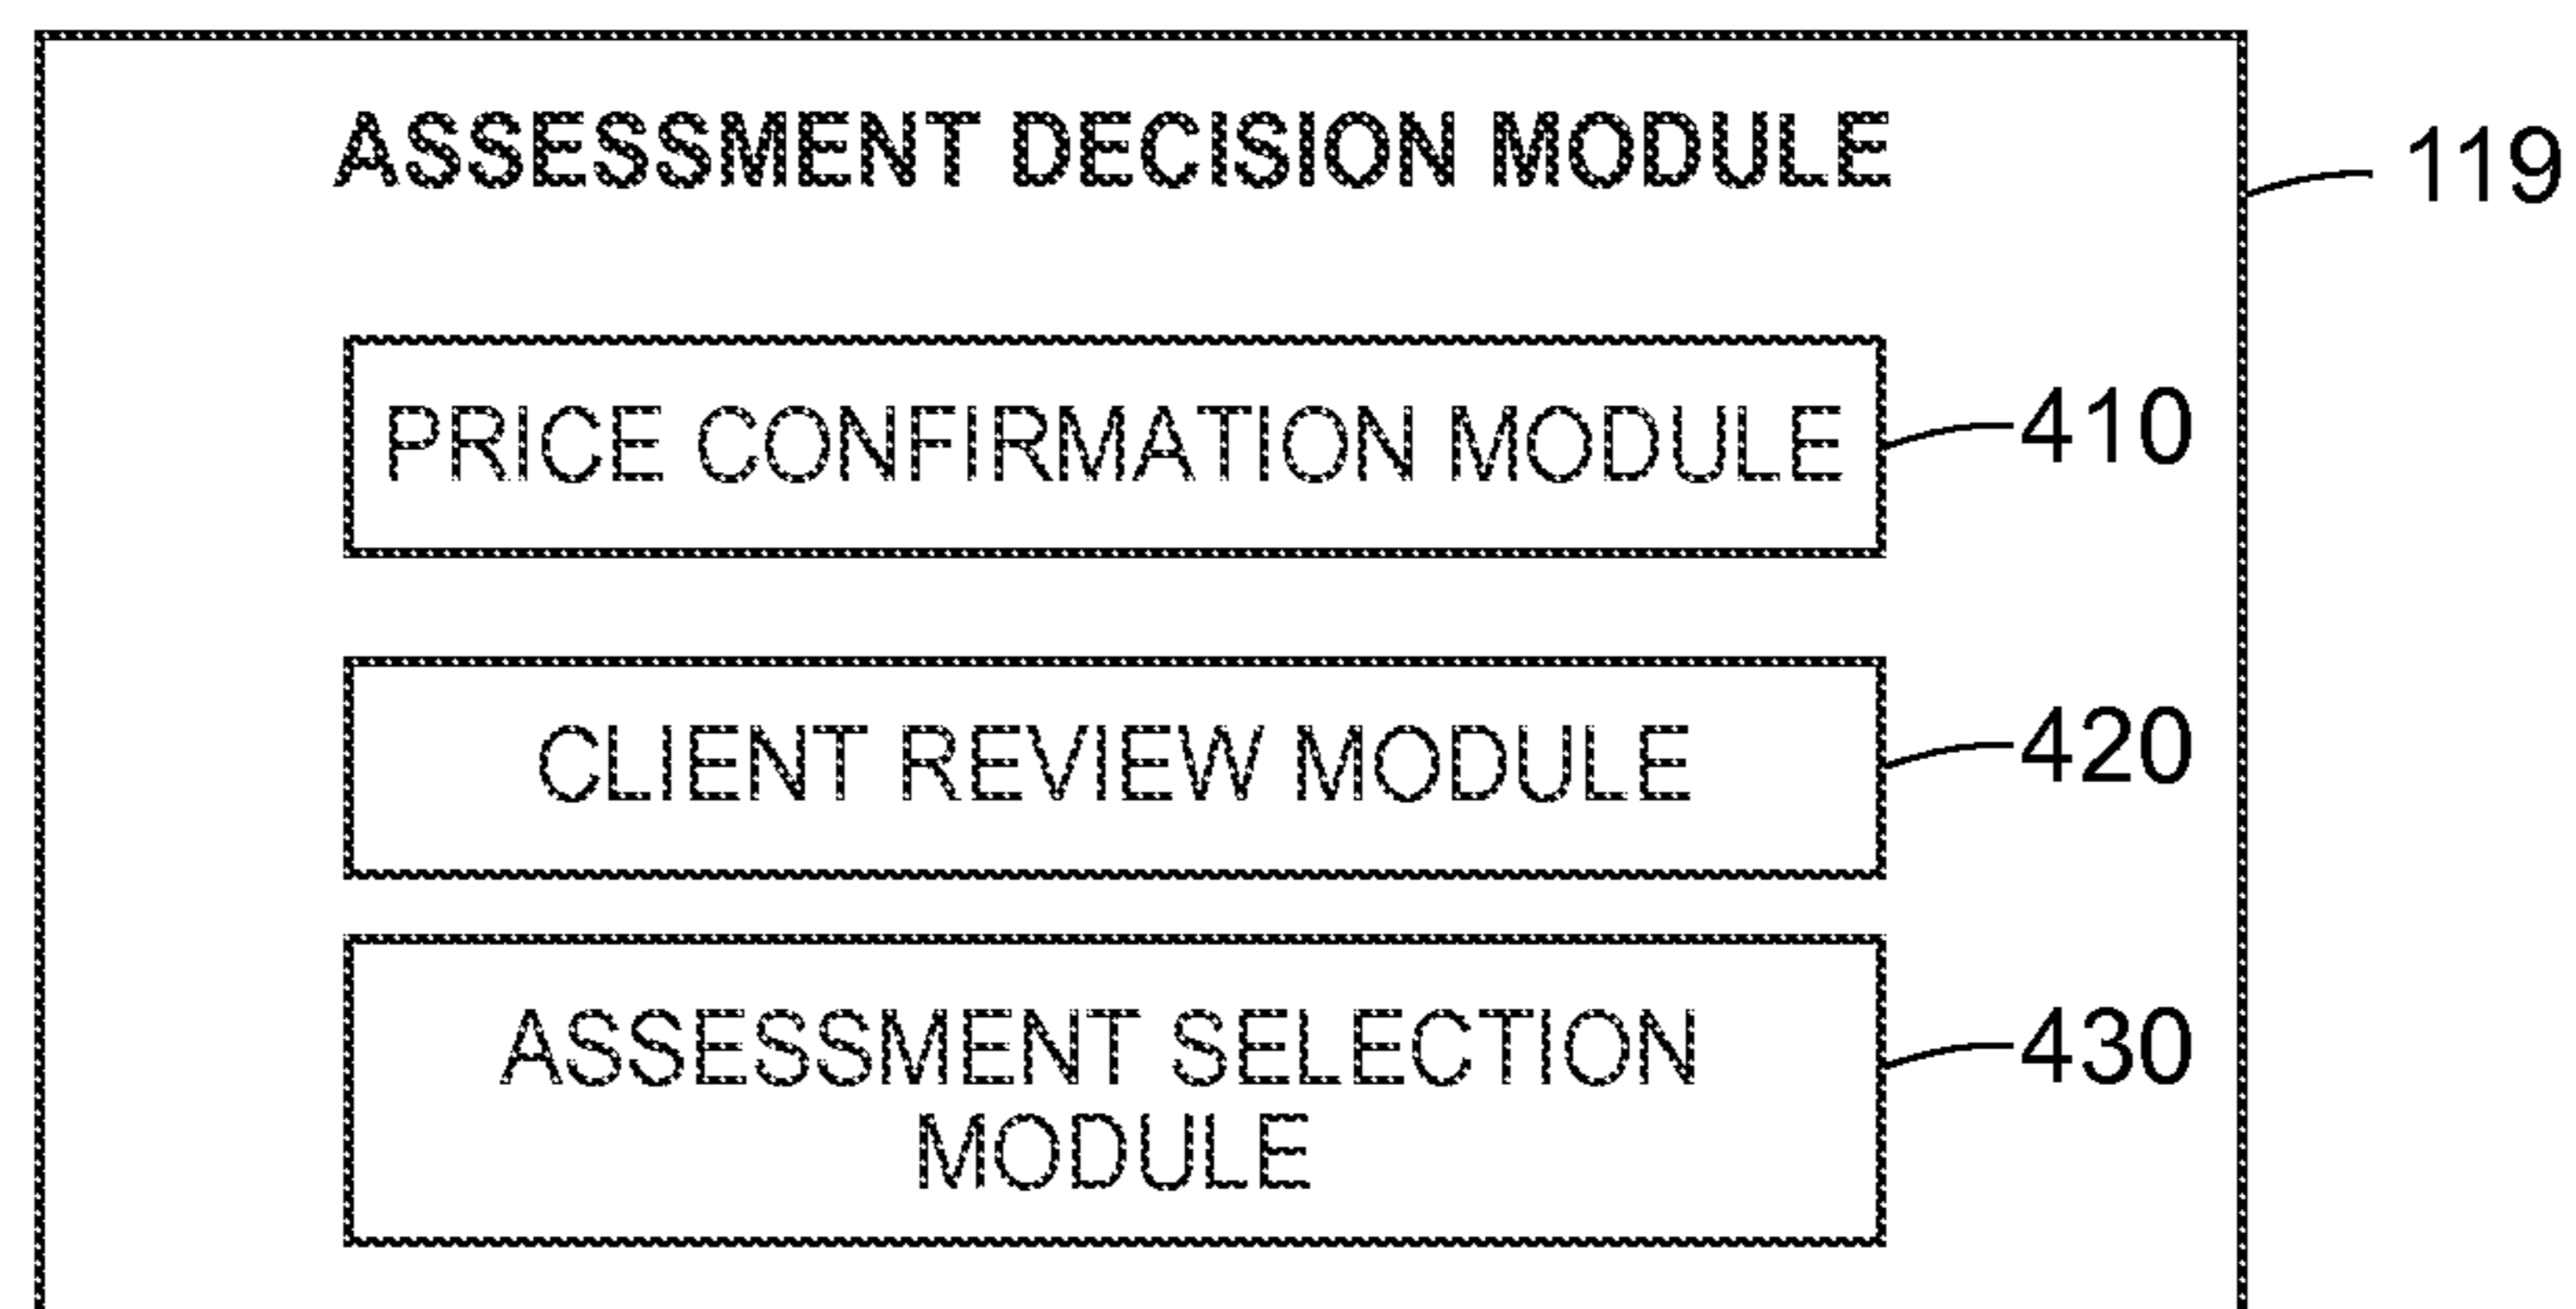 ASSESSMENT DECISION MODULE
119
PRICE CONFIRMATION MODULE
410
CLIENT REVIEW MODULE
420
ASSESSMENT SELECTION
MODULE
430